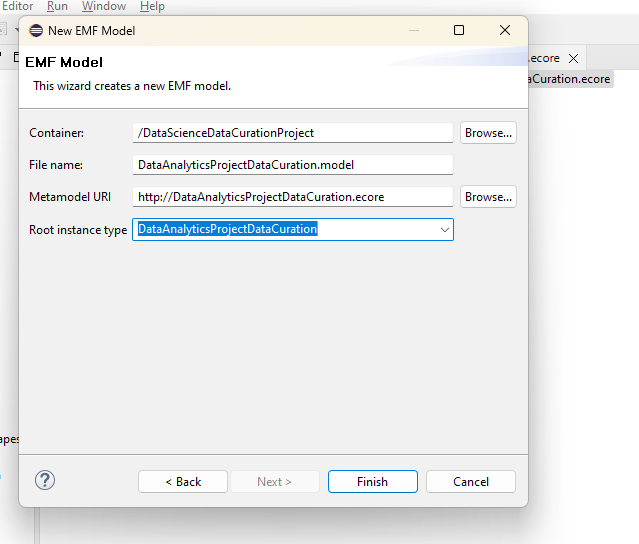 Editor Run Window Help
New EMF Model
.ecore
EMF Model
This wizard creates a new EMF model.
aCuration.ecore
Container: /DataScienceDataCurationProject Browse...
File name: DataAnalyticsProjectDataCuration.model
Metamodel URI http://DataAnalyticsProjectDataCuration.ecore Browse...
Root instance type DataAnalyticsProjectDataCuration
apes
? < Back Next > Finish Cancel